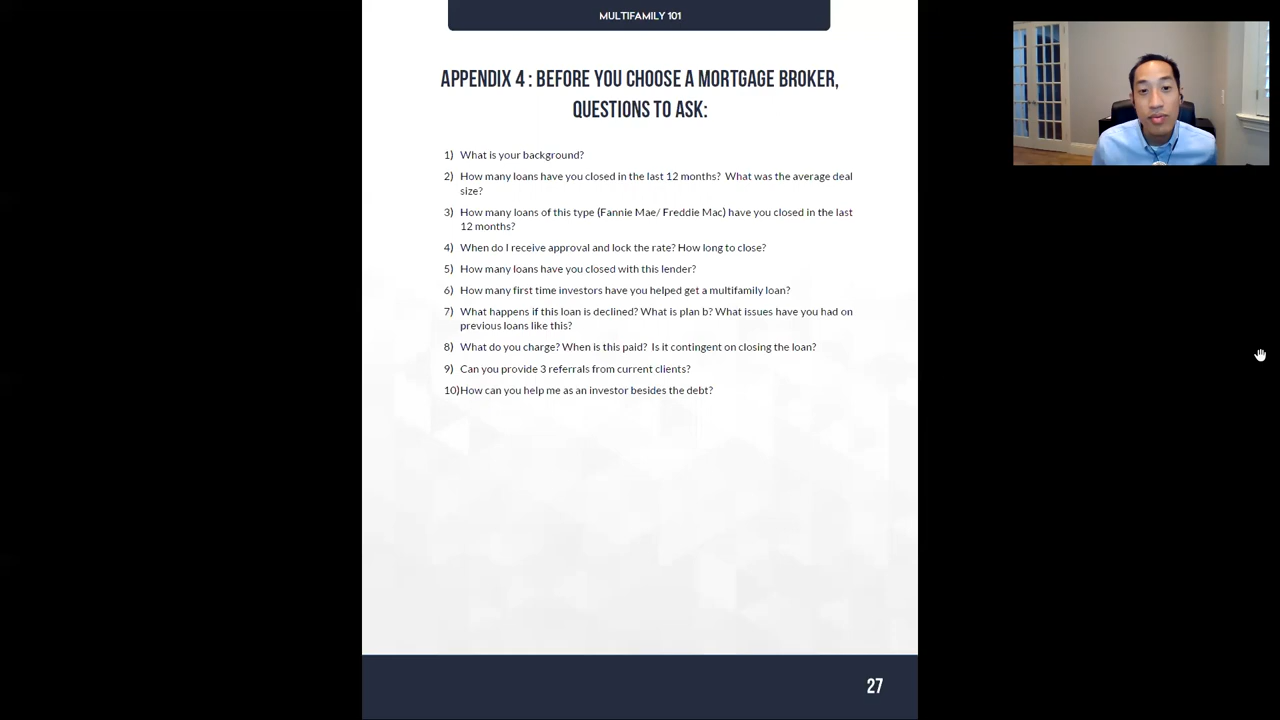 MULTIFAMILY 101
APPENDIX 4 : BEFORE YOU CHOOSE A MORTGAGE BROKER,
QUESTIONS TO ASK:
1) What is your background?
2) How many loans have you closed in the last 12 months? What was the average deal
size?
3) How many loans of this type (Fannie Mae/ Freddie Mac) have you closed in the last
12 months?
4) When do I receive approval and lock the rate? How long to close?
5) How many loans have you closed with this lender?
6) How many first time investors have you helped get a multifamily loan?
7) What happens if this loan is declined? What is plan b? What issues have you had on
previous loans like this?
8) What do you charge? When is this paid? Is it contingent on closing the loan?
9) Can you provide 3 referrals from current clients?
10)How can you help me as an investor besides the debt?
27